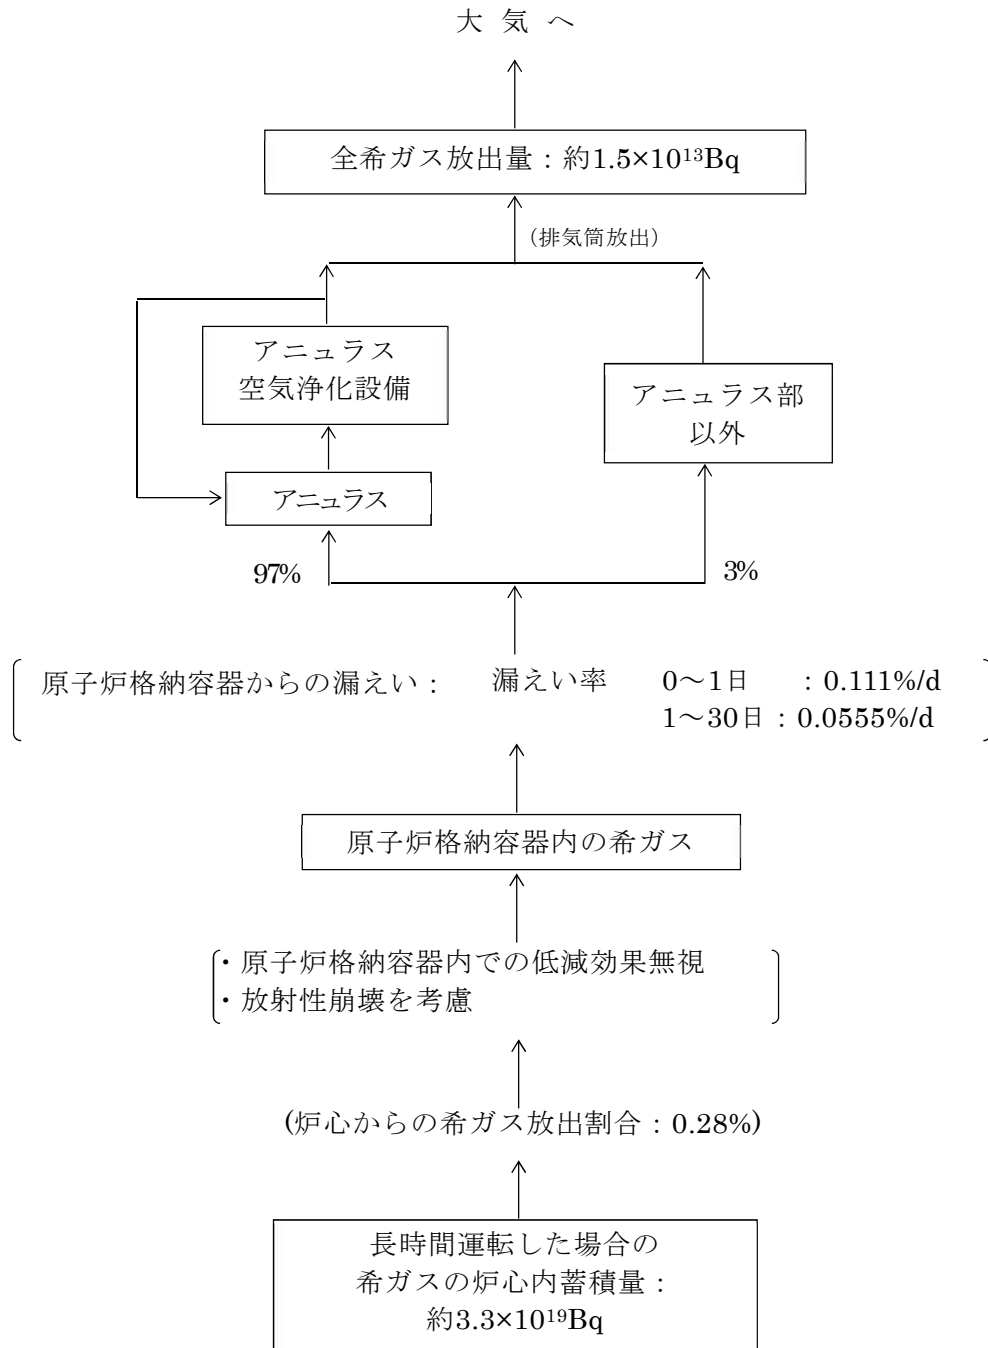 大気へ
全希ガス放出量：約1.5×10¹³Bq
（排気筒放出）
アニュラス
空気浄化設備
アニュラス部
以外
アニュラス
97%
3%
原子炉格納容器からの漏えい： 漏えい率 0～1日 ：0.111%/d
1～30日：0.0555%/d
原子炉格納容器内の希ガス
・原子炉格納容器内での低減効果無視
・放射性崩壊を考慮
(炉心からの希ガス放出割合：0.28%)
長時間運転した場合の
希ガスの炉心内蓄積量：
約3.3×10¹⁹Bq